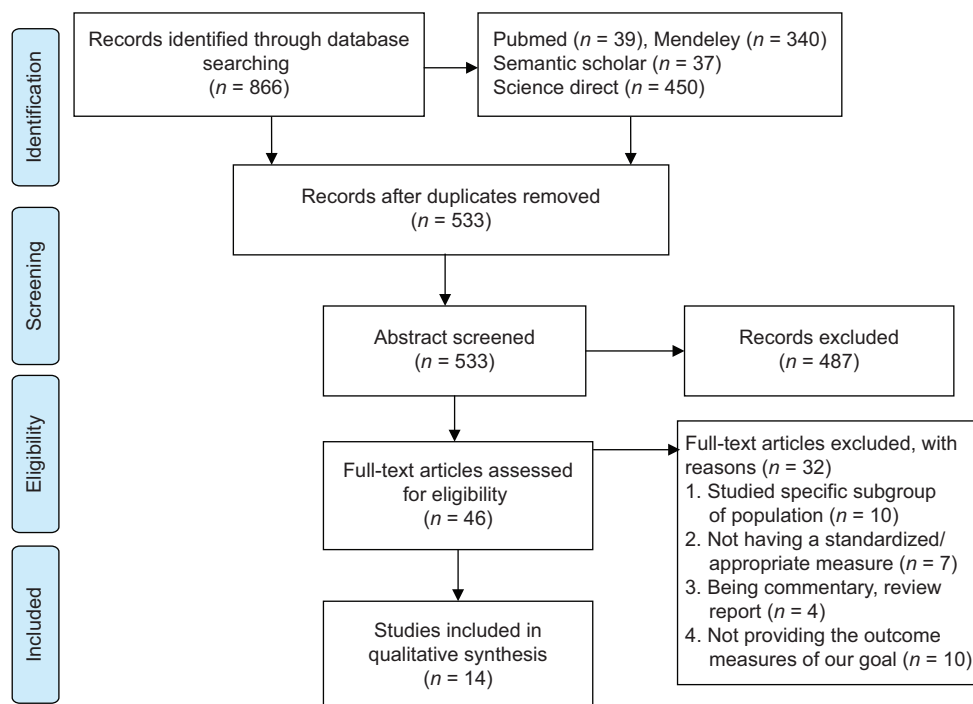 Identification
Records identified through database
searching
(n = 866)
Pubmed (n = 39), Mendeley (n = 340)
Semantic scholar (n = 37)
Science direct (n = 450)
Records after duplicates removed
(n = 533)
Screening
Abstract screened
(n = 533)
Records excluded
(n = 487)
Eligibility
Full-text articles assessed
for eligibility
(n = 46)
Full-text articles excluded, with
reasons (n = 32)
1. Studied specific subgroup
of population (n = 10)
2. Not having a standardized/
appropriate measure (n = 7)
3. Being commentary, review
report (n = 4)
4. Not providing the outcome
measures of our goal (n = 10)
Included
Studies included in
qualitative synthesis
(n = 14)